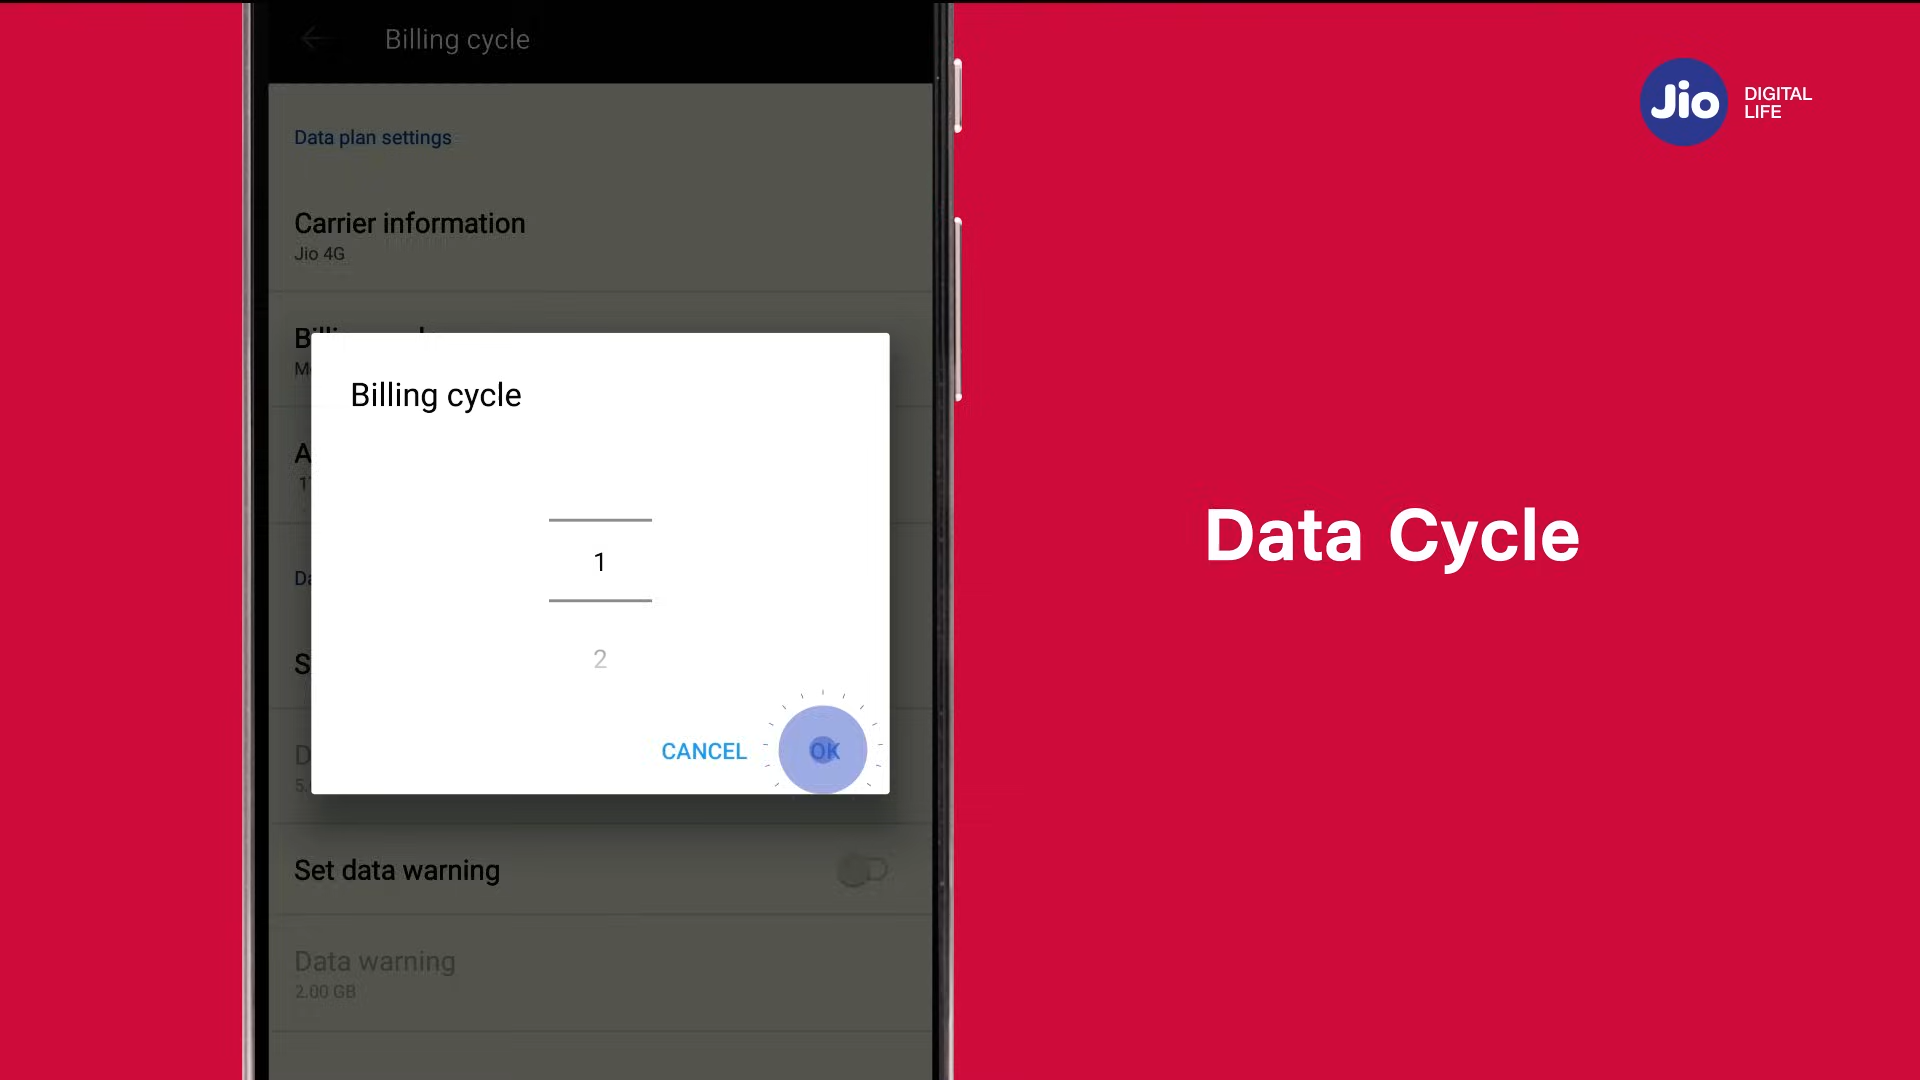 Billing cycle
Data plan settings
Carrier information
Jio 4G
Billing cycle
1
2
CANCEL
OK
Set data warning
Data warning
2.00 GB
Jio
DIGITAL
LIFE
Data Cycle